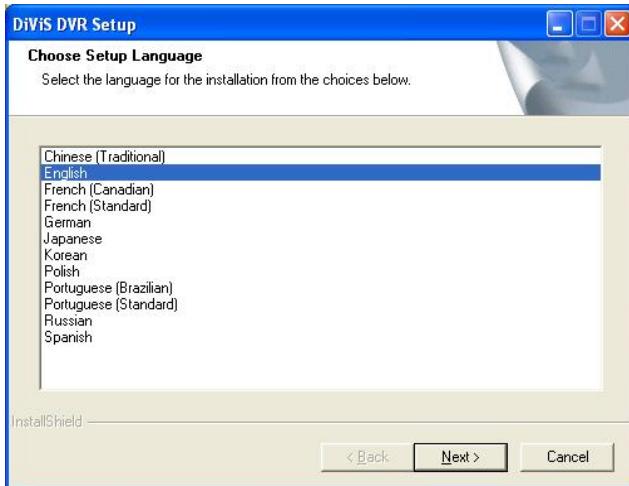 DiViS DVR Setup
Choose Setup Language
Select the language for the installation from the choices below.
Chinese (Traditional)
English
French (Canadian)
French (Standard)
German
Japanese
Korean
Polish
Portuguese (Brazilian)
Portuguese (Standard)
Russian
Spanish
InstallShield
< Back Next > Cancel